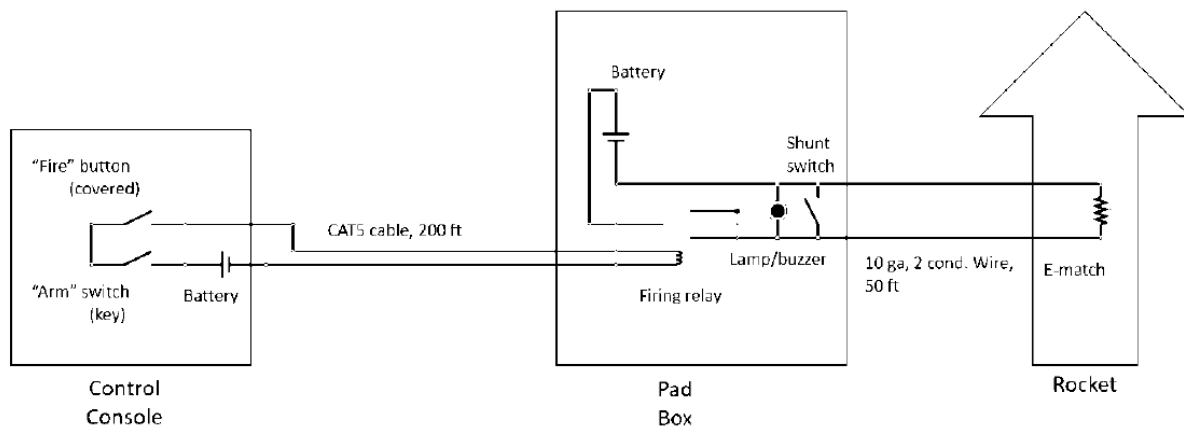 "Fire" button
(covered)
"Arm" switch
(key)
Battery
Control
Console
CAT5 cable, 200 ft
Battery
Shunt
switch
Lamp/buzzer
Firing relay
Pad
Box
10 ga, 2 cond. Wire,
50 ft
E-match
Rocket